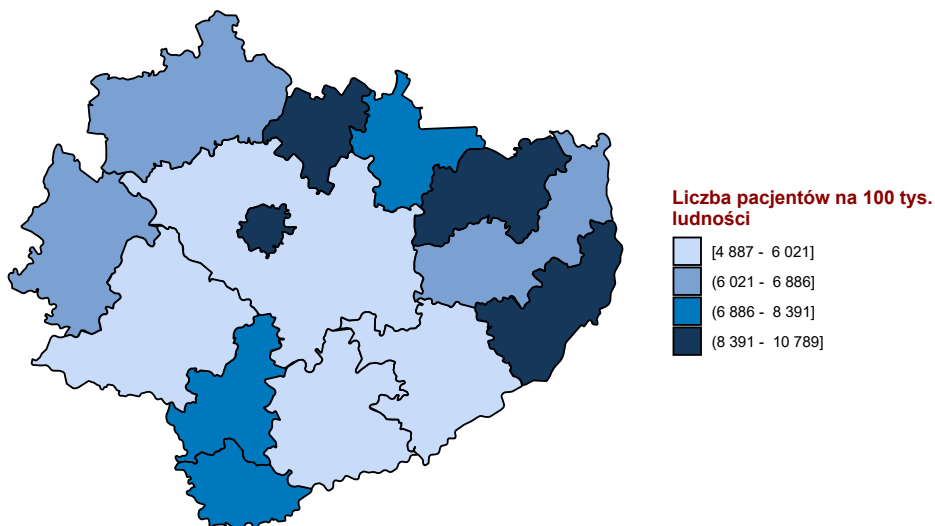 Liczba pacjentów na 100 tys.
ludności
[4 887 - 6 021]
(6 021 - 6 886]
(6 886 - 8 391]
(8 391 - 10 789]